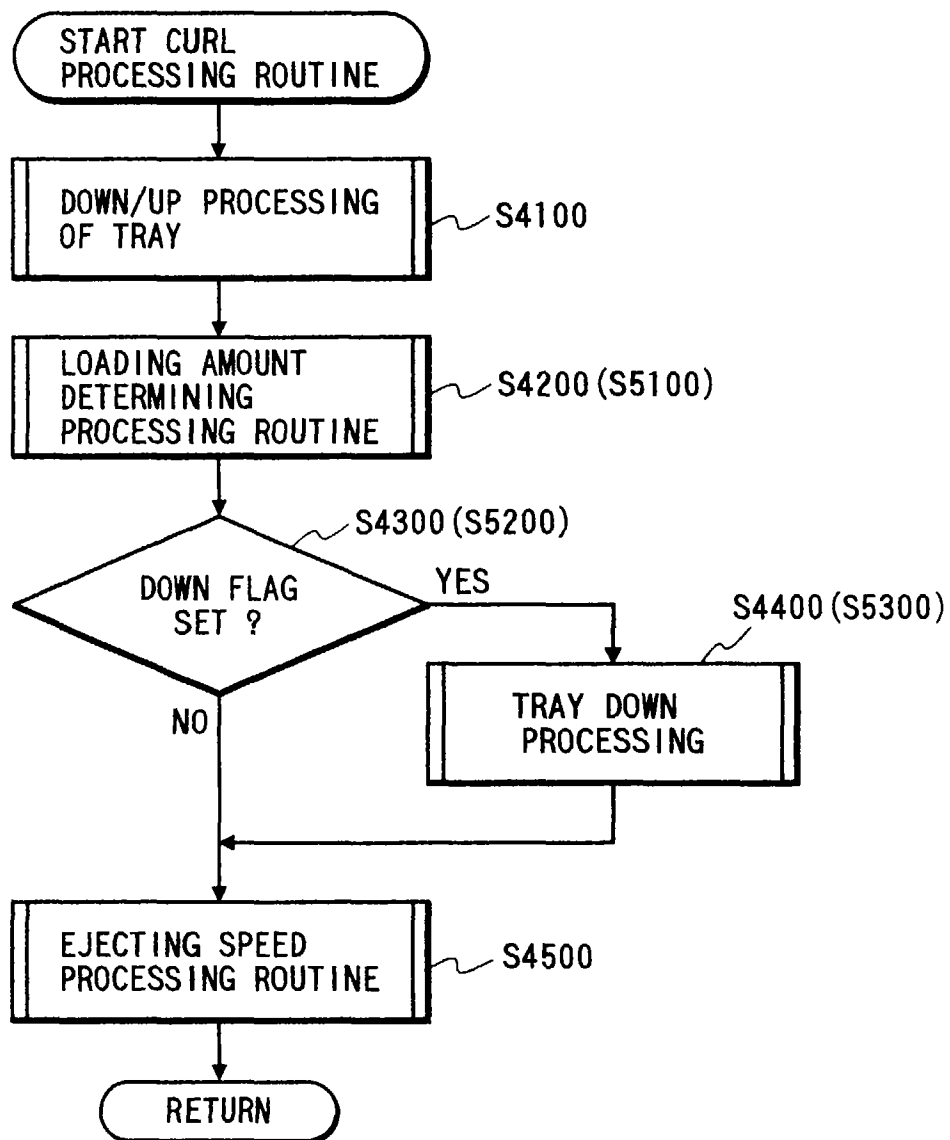 START CURL
PROCESSING ROUTINE
DOWN/UP PROCESSING
OF TRAY
S4100
LOADING AMOUNT
DETERMINING
PROCESSING ROUTINE
S4200(S5100)
S4300(S5200)
DOWN FLAG
SET ?
YES
S4400(S5300)
NO
TRAY DOWN
PROCESSING
EJECTING SPEED
PROCESSING ROUTINE
S4500
RETURN